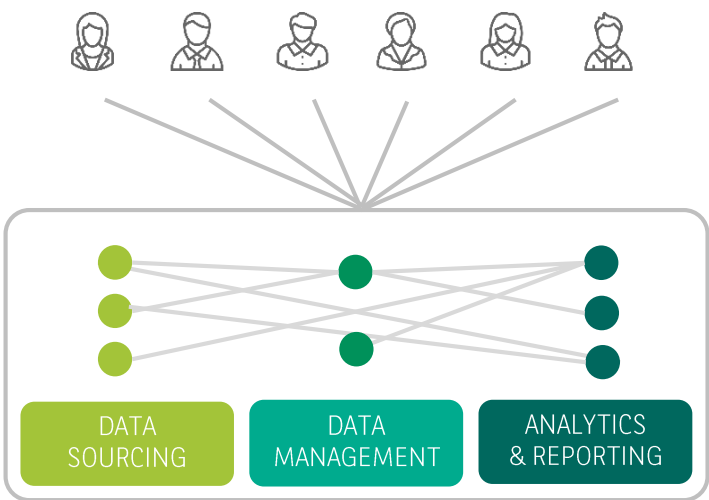 DATA
SOURCING
DATA
MANAGEMENT
ANALYTICS
& REPORTING